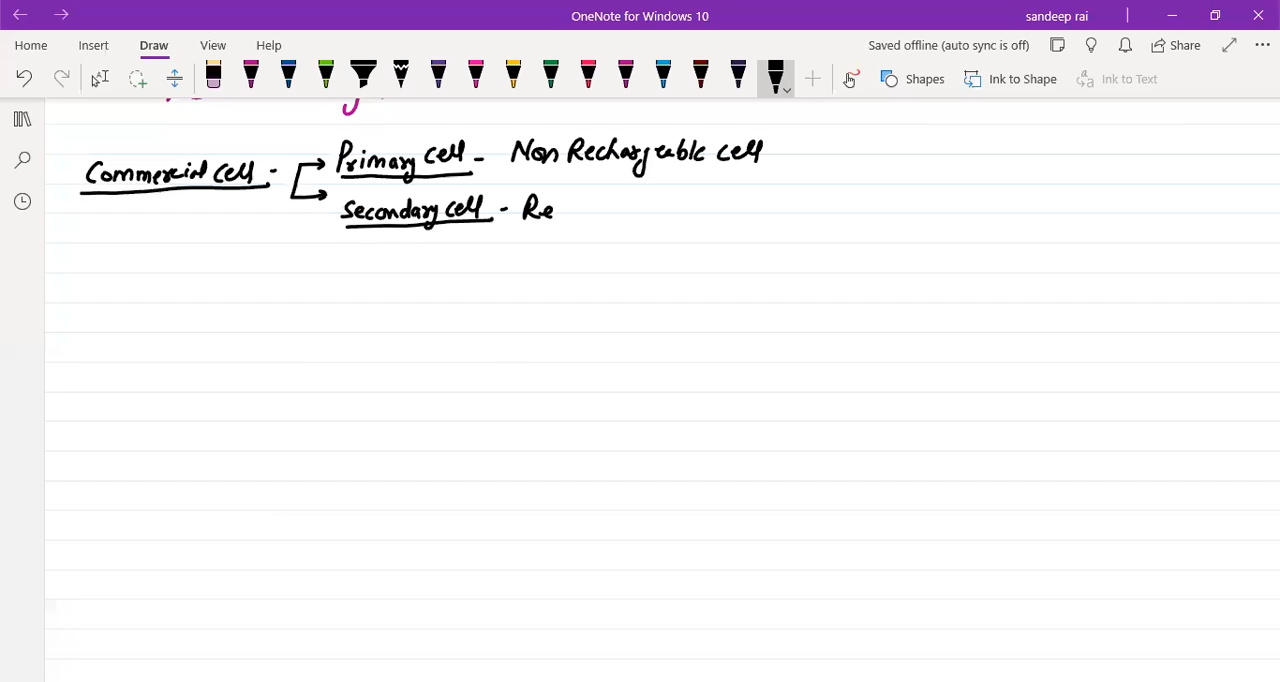 OneNote for Windows 10
sandeep rai
Home Insert Draw View Help
Saved offline (auto sync is off) Share
Shapes Ink to Shape Ink to Text
Commercial cell - Primary cell - Non Rechargeable cell
Secondary cell - Re